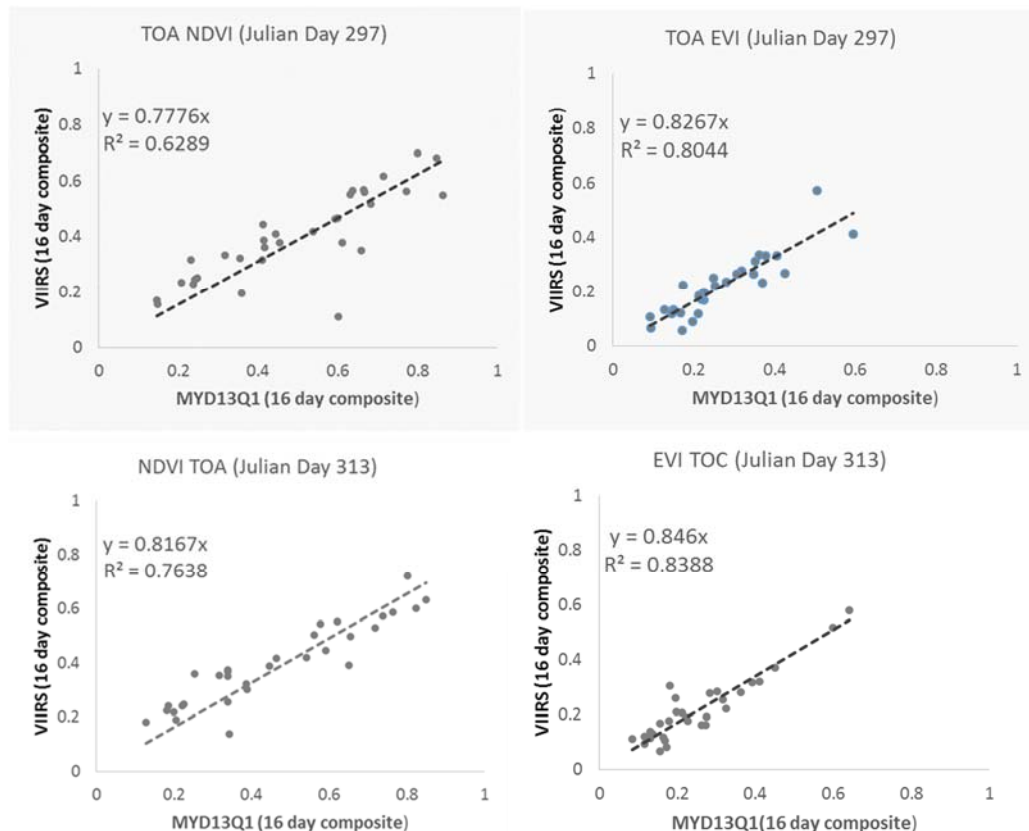 TOA NDVI (Julian Day 297)
1
0.8
0.6
0.4
0.2
0
y = 0.7776x
R² = 0.6289
VIIRS (16 day composite)
0
0.2
0.4
0.6
0.8
1
MYD13Q1 (16 day composite)
TOA EVI (Julian Day 297)
1
0.8
0.6
0.4
0.2
0
y = 0.8267x
R² = 0.8044
VIIRS (16 day composite)
0
0.2
0.4
0.6
0.8
1
MYD13Q1 (16 day composite)
NDVI TOA (Julian Day 313)
1
0.8
0.6
0.4
0.2
0
y = 0.8167x
R² = 0.7638
VIIRS (16 day composite)
0
0.2
0.4
0.6
0.8
1
MYD13Q1 (16 day composite)
EVI TOC (Julian Day 313)
1
0.8
0.6
0.4
0.2
0
y = 0.846x
R² = 0.8388
VIIRS (16 day composite)
0
0.2
0.4
0.6
0.8
1
MYD13Q1(16 day composite)